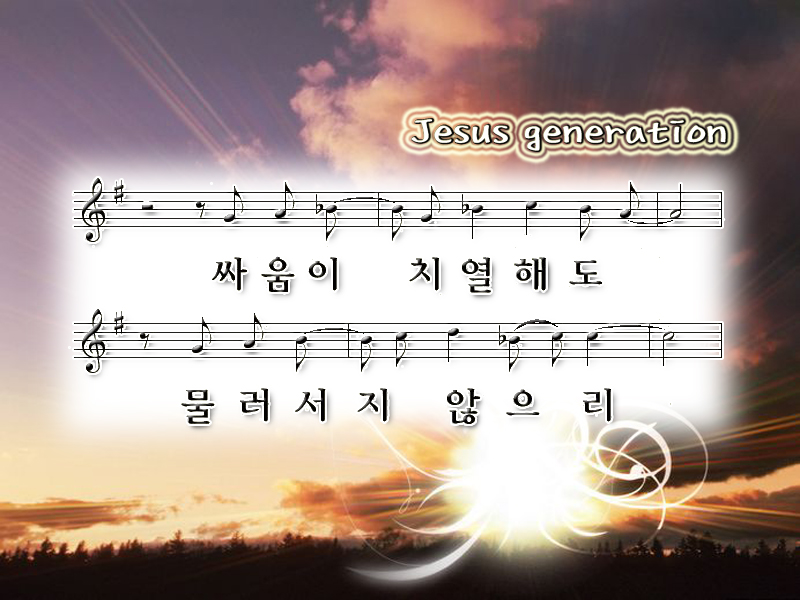 Jesus generation
싸 움 이 치 열 해 도
물 러 서 지 않 으 리